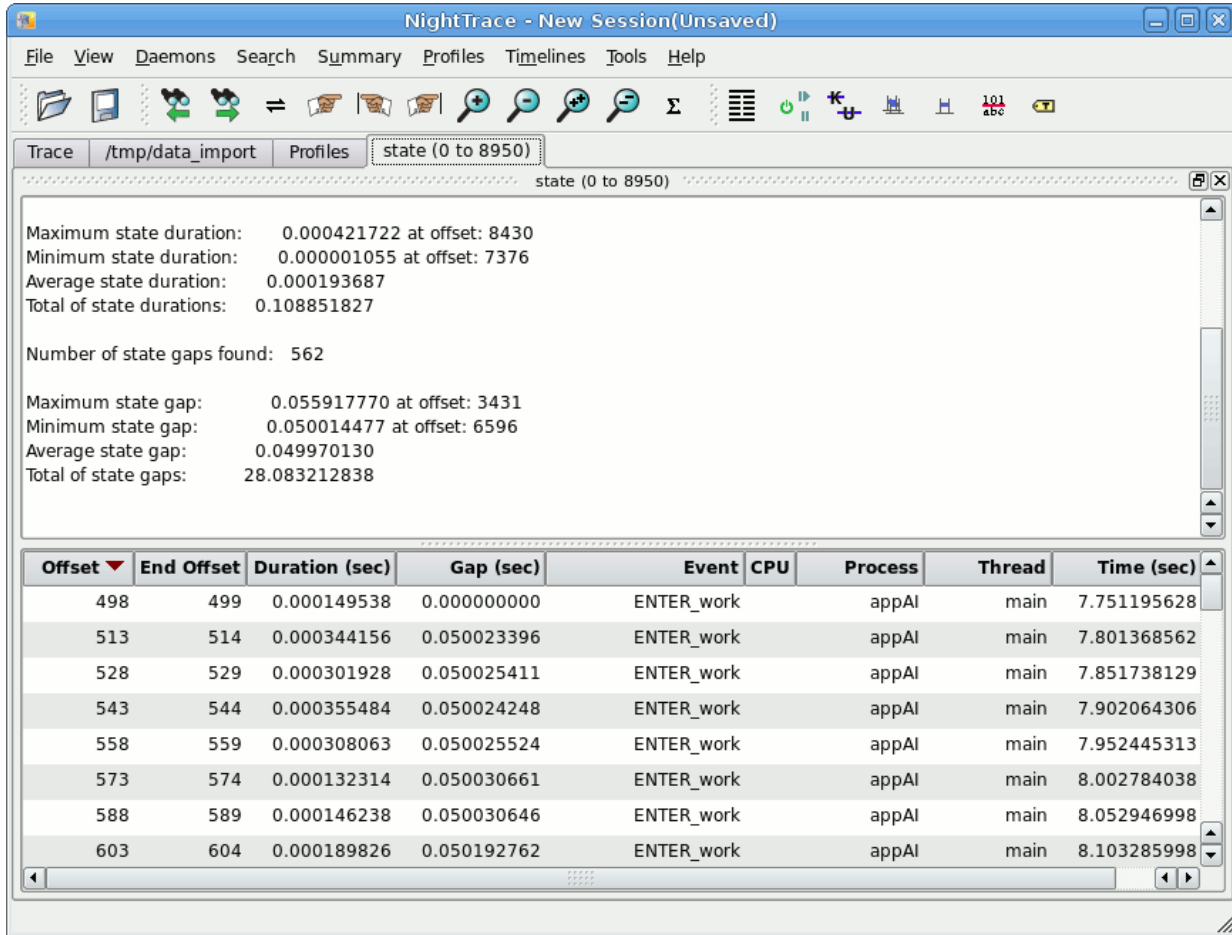 NightTrace - New Session(Unsaved)
File View Daemons Search Summary Profiles Timelines Tools Help
Σ K U 101 abc T
Trace /tmp/data_import Profiles state (0 to 8950)
state (0 to 8950)
Maximum state duration: 0.000421722 at offset: 8430
Minimum state duration: 0.000001055 at offset: 7376
Average state duration: 0.000193687
Total of state durations: 0.108851827
Number of state gaps found: 562
Maximum state gap: 0.055917770 at offset: 3431
Minimum state gap: 0.050014477 at offset: 6596
Average state gap: 0.049970130
Total of state gaps: 28.083212838
Offset End Offset Duration (sec) Gap (sec) Event CPU Process Thread Time (sec)
498 499 0.000149538 0.000000000 ENTER_work appAI main 7.751195628
513 514 0.000344156 0.050023396 ENTER_work appAI main 7.801368562
528 529 0.000301928 0.050025411 ENTER_work appAI main 7.851738129
543 544 0.000355484 0.050024248 ENTER_work appAI main 7.902064306
558 559 0.000308063 0.050025524 ENTER_work appAI main 7.952445313
573 574 0.000132314 0.050030661 ENTER_work appAI main 8.002784038
588 589 0.000146238 0.050030646 ENTER_work appAI main 8.052946998
603 604 0.000189826 0.050192762 ENTER_work appAI main 8.103285998